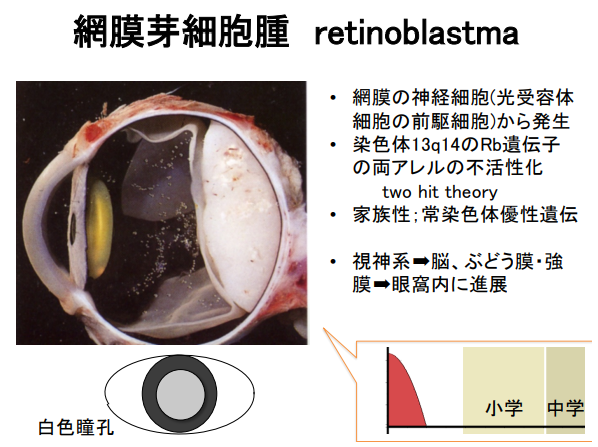 網膜芽細胞腫 retinoblastma
• 網膜の神経細胞(光受容体
細胞の前駆細胞)から発生
• 染色体13q14のRb遺伝子
の両アレルの不活性化
two hit theory
• 家族性;常染色体優性遺伝
• 視神系➡脳、ぶどう膜・強
膜➡眼窩内に進展
白色瞳孔
小学
中学